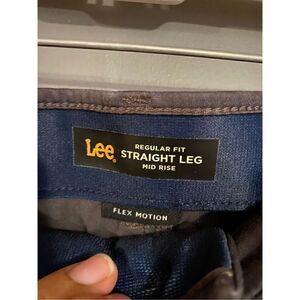 Lee
REGULAR FIT
STRAIGHT LEG
MID RISE
FLEX MOTION